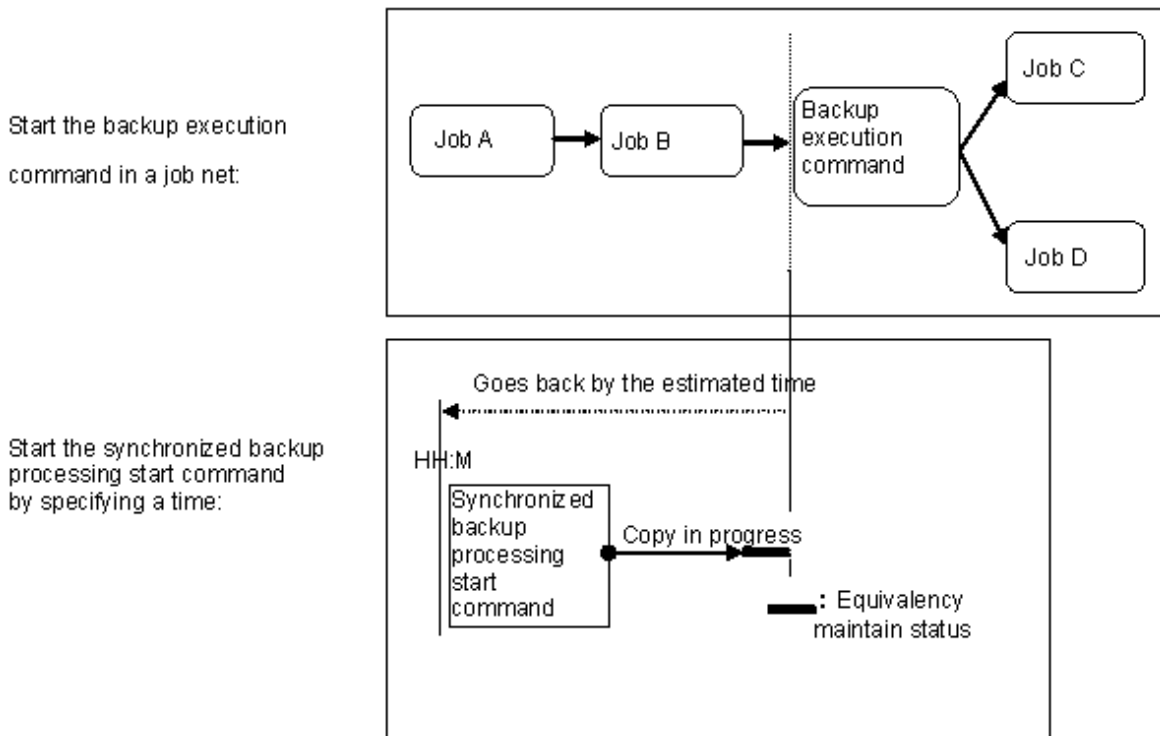 Start the backup execution
command in a job net:
Job A
Job B
Backup
execution
command
Job C
Job D
Start the synchronized backup
processing start command
by specifying a time:
Goes back by the estimated time
HH:M
Synchronized
backup
processing
start
command
Copy in progress
: Equivalency
maintain status